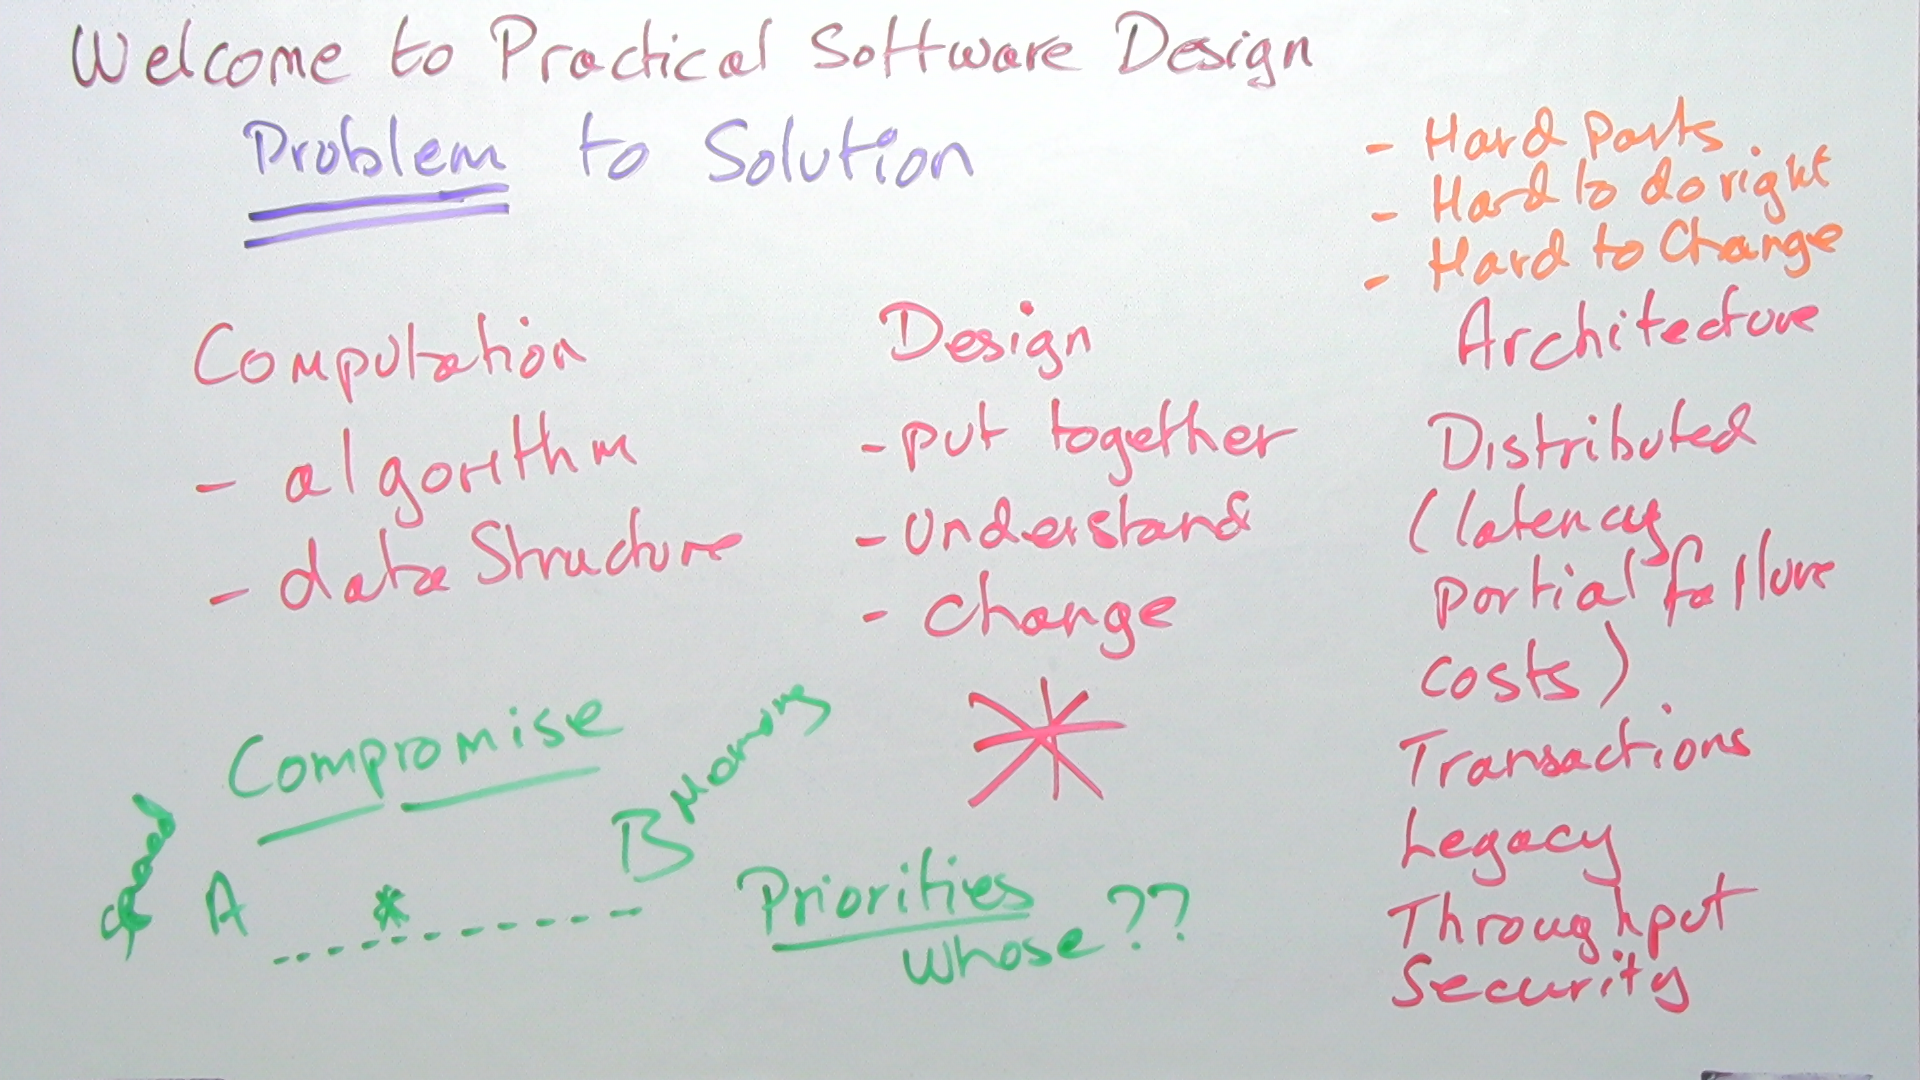 Welcome to Practical Software Design
Problem to Solution
Computation
- algorithm
- data Structure
Design
- put together
- understand
- change
- Hard parts
- Hard to do right
- Hard to Change
Architecture
Distributed
(latency
partial failure
costs)
Transactions
Legacy
Throughput
Security
Compromise
A
B
Memory
Priorities
Whose??